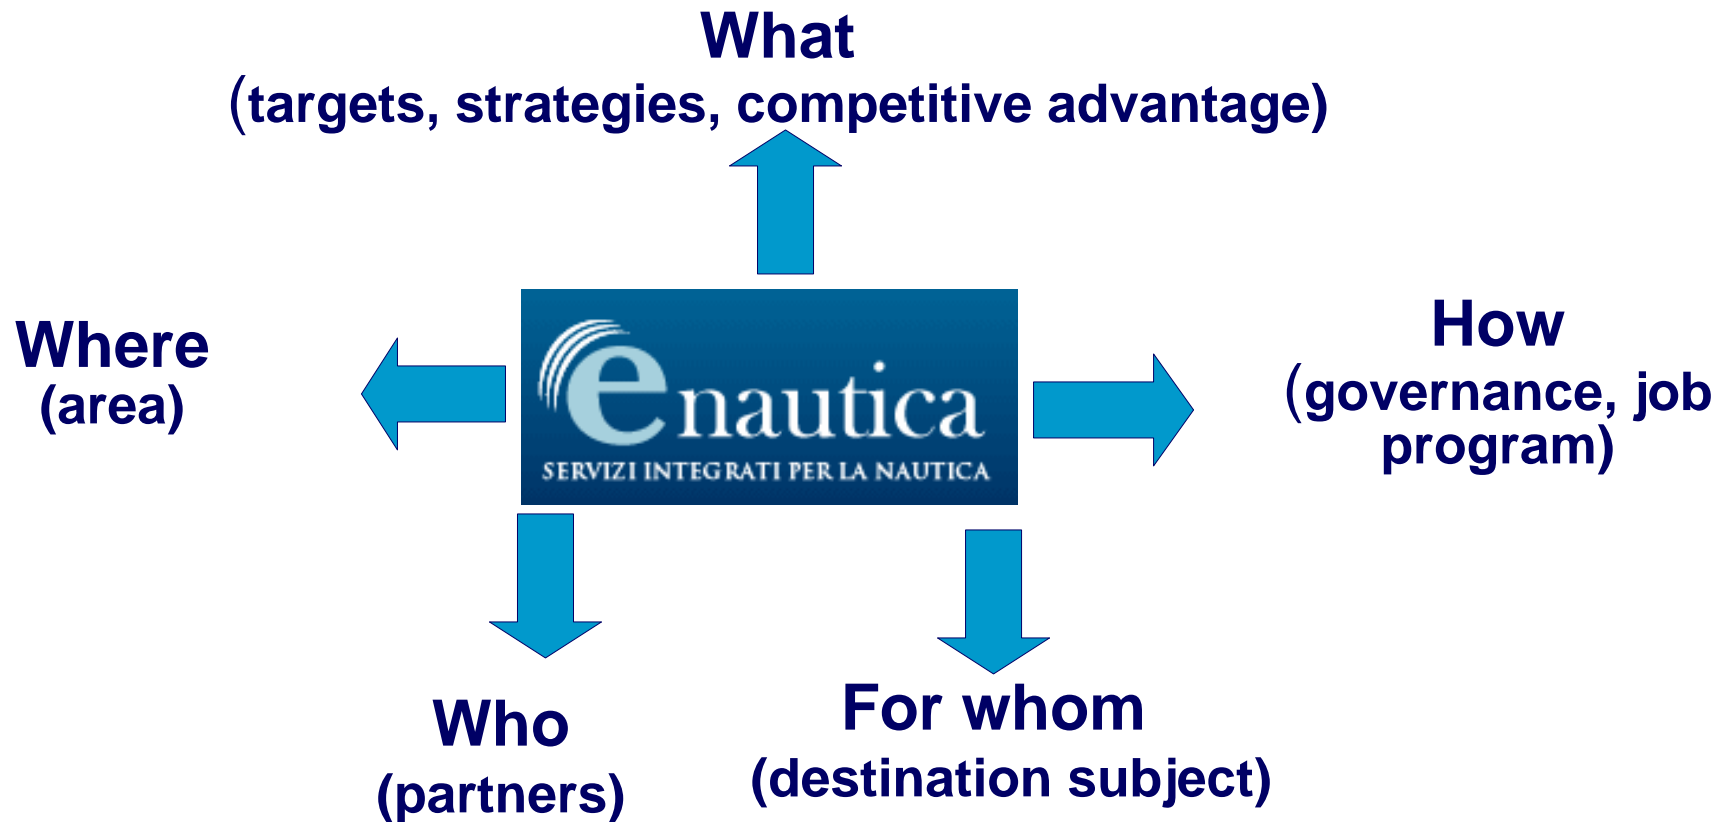 What
(targets, strategies, competitive advantage)
Where
(area)
How
(governance, job
program)
e nautica
SERVIZI INTEGRATI PER LA NAUTICA
Who
(partners)
For whom
(destination subject)